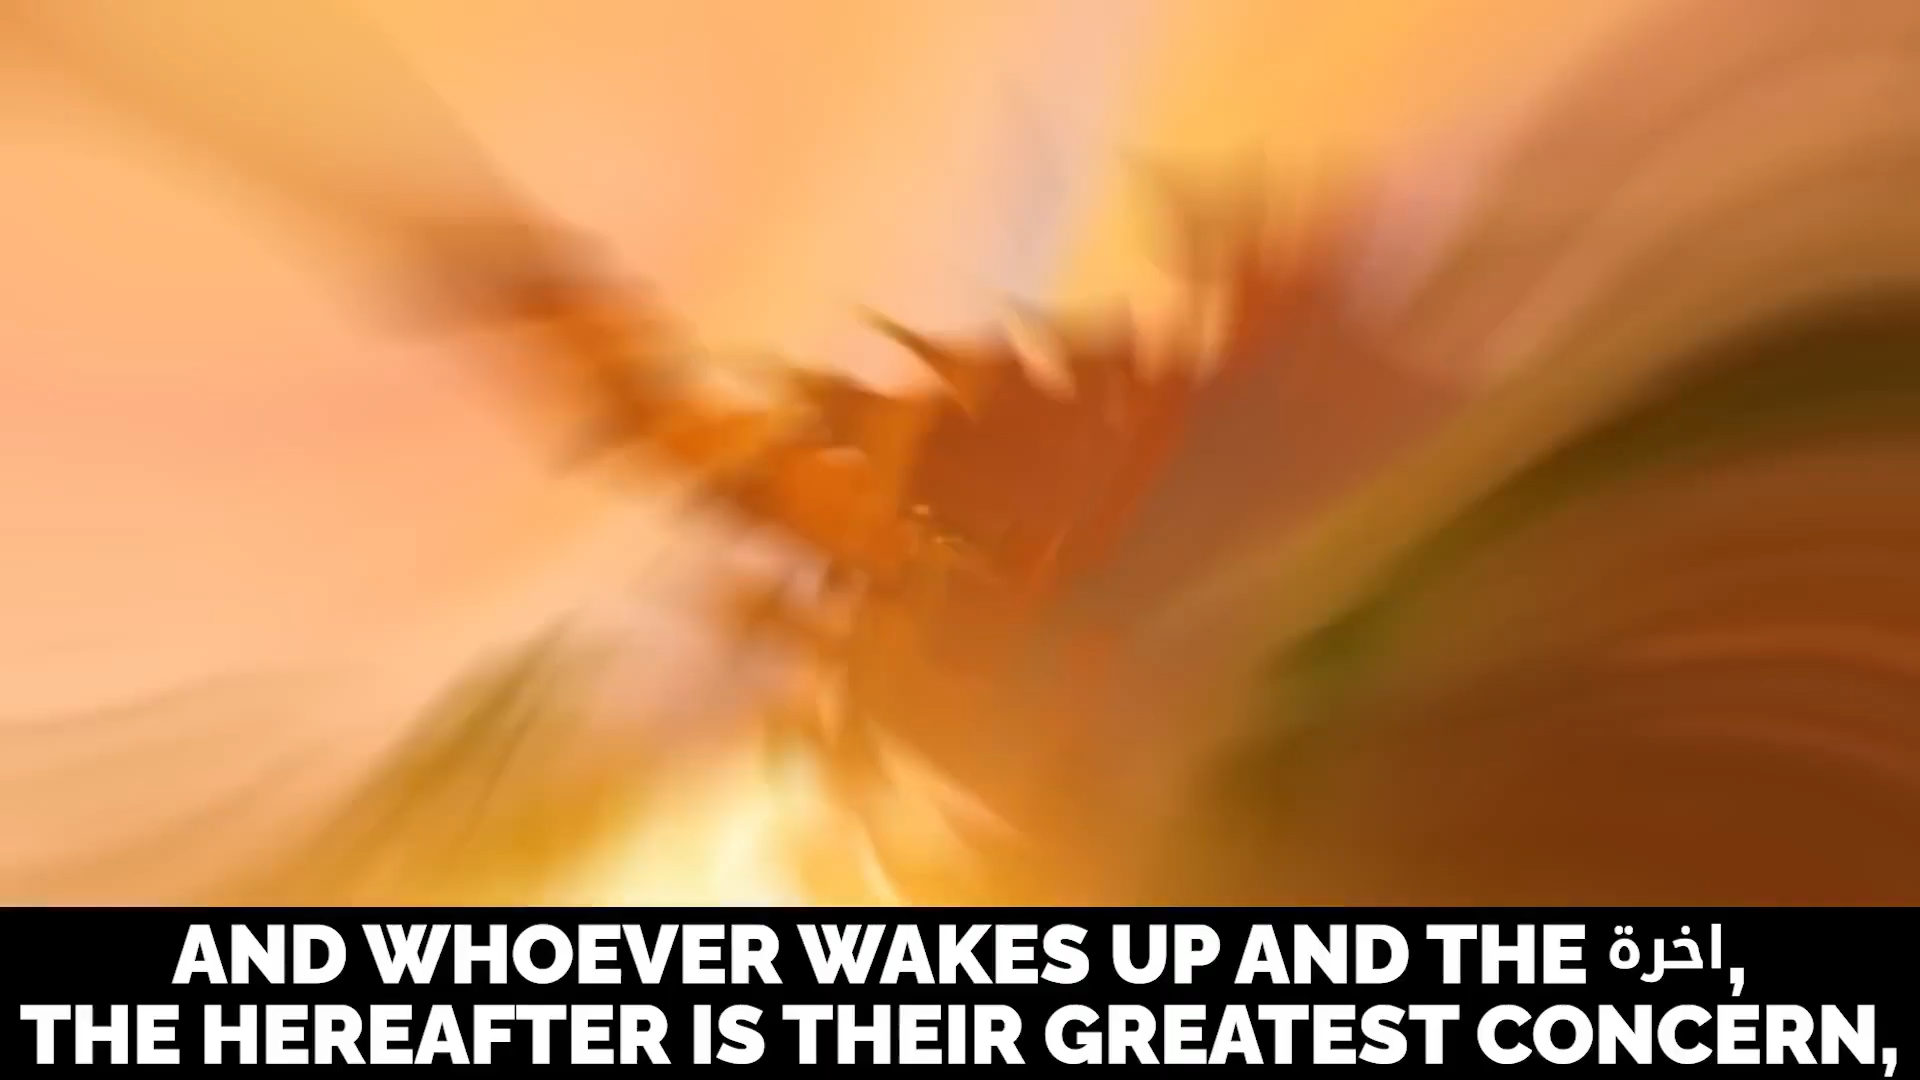 AND WHOEVER WAKES UP AND THE اخرة,
THE HEREAFTER IS THEIR GREATEST CONCERN,